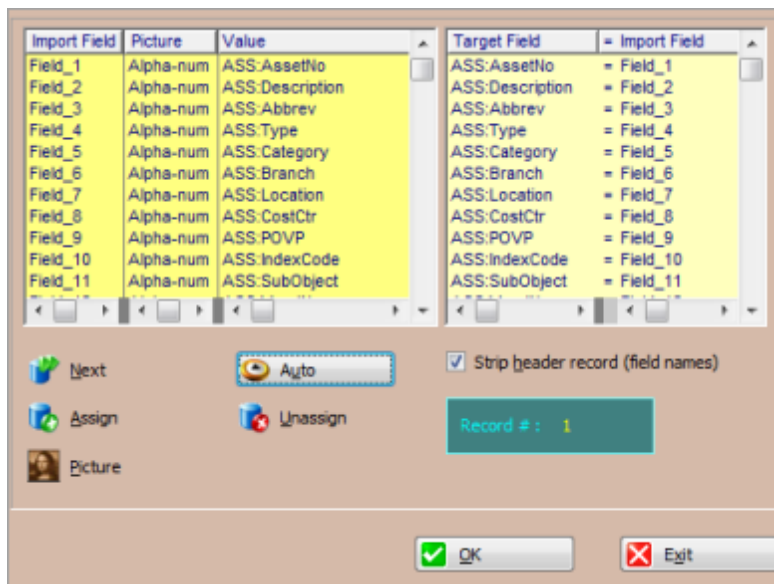 Import Field Picture Value
Field_1 Alpha-num ASS:AssetNo
Field_2 Alpha-num ASS:Description
Field_3 Alpha-num ASS:Abbrev
Field_4 Alpha-num ASS:Type
Field_5 Alpha-num ASS:Category
Field_6 Alpha-num ASS:Branch
Field_7 Alpha-num ASS:Location
Field_8 Alpha-num ASS:CostCtr
Field_9 Alpha-num ASS:POVP
Field_10 Alpha-num ASS:IndexCode
Field_11 Alpha-num ASS:SubObject
Target Field = Import Field
ASS:AssetNo = Field_1
ASS:Description = Field_2
ASS:Abbrev = Field_3
ASS:Type = Field_4
ASS:Category = Field_5
ASS:Branch = Field_6
ASS:Location = Field_7
ASS:CostCtr = Field_8
ASS:POVP = Field_9
ASS:IndexCode = Field_10
ASS:SubObject = Field_11
Next
Auto
Strip header record (field names)
Assign
Unassign
Record # : 1
Picture
OK
Exit